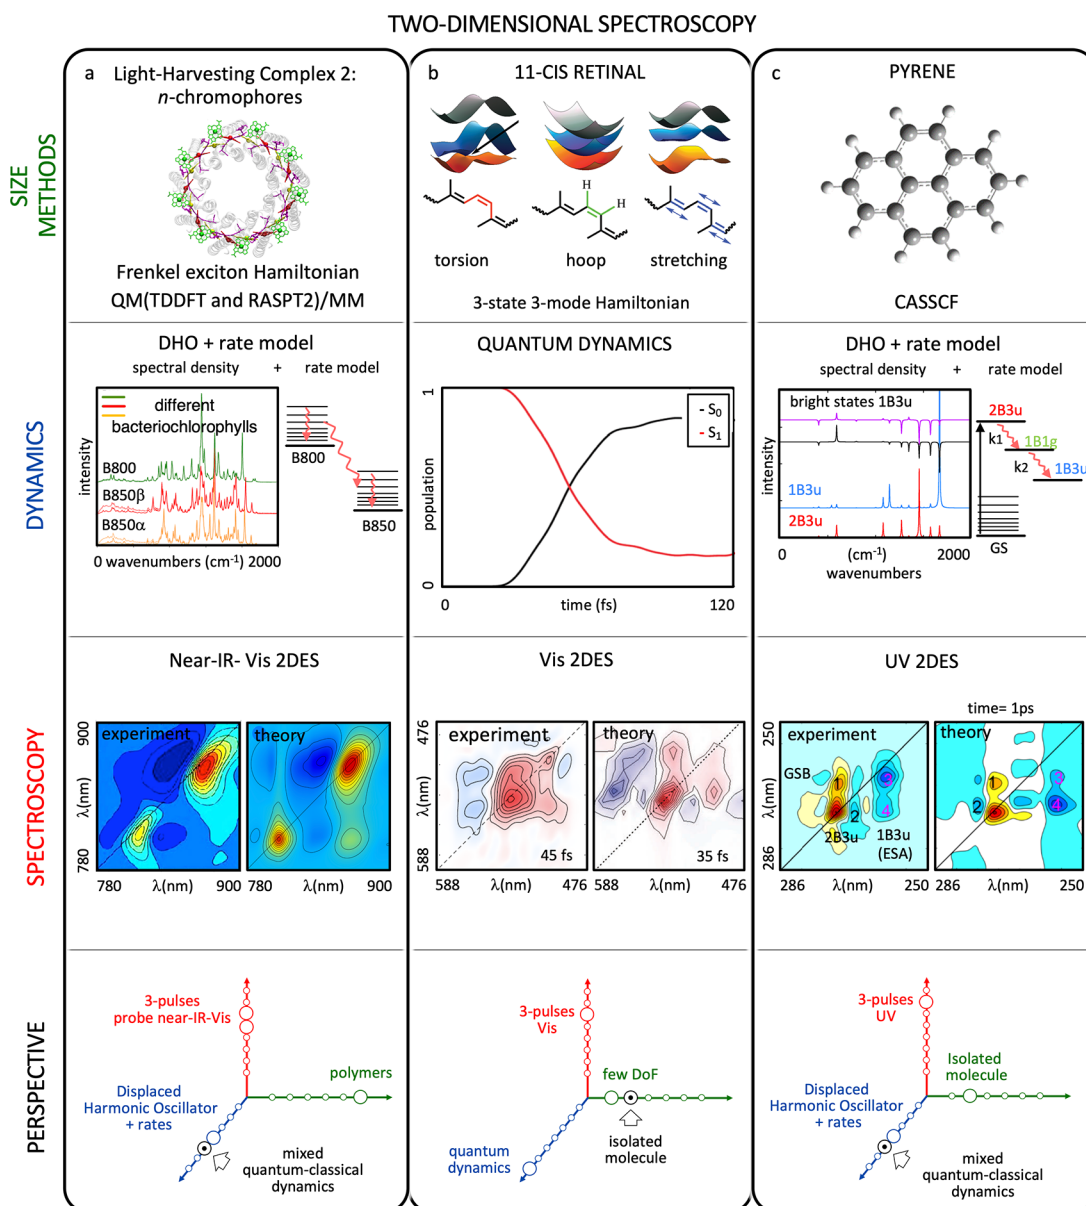 TWO-DIMENSIONAL SPECTROSCOPY
SIZE
METHODS
a Light-Harvesting Complex 2:
n-chromophores
Frenkel exciton Hamiltonian
QM(TDDFT and RASPT2)/MM
b 11-CIS RETINAL
H
H
torsion hoop stretching
3-state 3-mode Hamiltonian
c PYRENE
CASSCF
DYNAMICS
DHO + rate model
spectral density + rate model
intensity
different
bacteriochlorophylls
B800
B850β
B850α
0 wavenumbers (cm-1) 2000
B800
B850
QUANTUM DYNAMICS
population
1
0
S0
S1
0 time (fs) 120
DHO + rate model
spectral density + rate model
intensity
bright states 1B3u
1B3u
2B3u
0 (cm-1) 2000
wavenumbers
2B3u
k1 1B1g
k2 1B3u
GS
SPECTROSCOPY
Near-IR- Vis 2DES
900
λ(nm)
780
experiment theory
780 λ(nm) 900 780 λ(nm) 900
Vis 2DES
476
λ(nm)
588
experiment theory
45 fs 35 fs
588 λ(nm) 476 588 λ(nm) 476
UV 2DES
time= 1ps
250
λ(nm)
286
experiment theory
GSB
1
3
4
2
2B3u
1B3u
(ESA)
1
2
3
4
286 λ(nm) 250 286 λ(nm) 250
PERSPECTIVE
3-pulses
probe near-IR-Vis
polymers
Displaced
Harmonic Oscillator
+ rates
mixed
quantum-classical
dynamics
3-pulses
Vis
few DoF
isolated
molecule
quantum
dynamics
3-pulses
UV
Isolated
molecule
Displaced
Harmonic Oscillator
+ rates
mixed
quantum-classical
dynamics